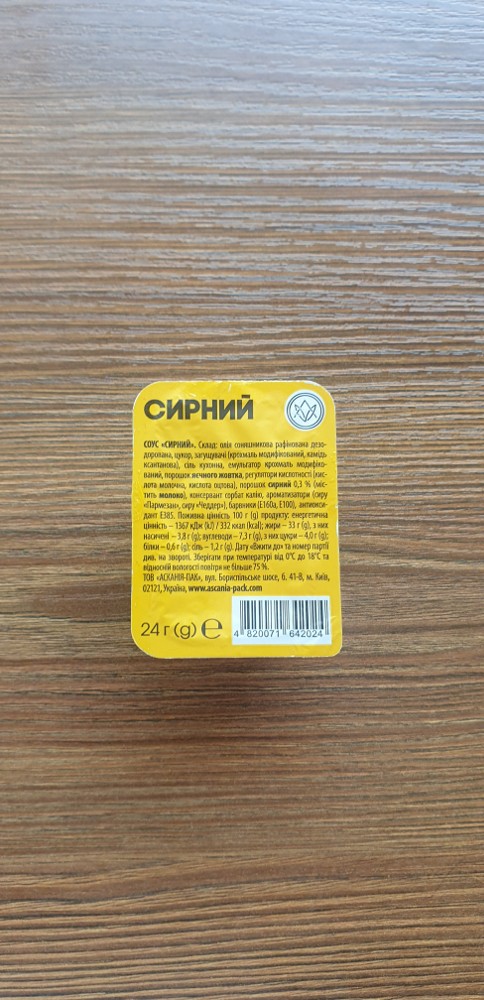 СИРНИЙ
СОУС «СИРНИЙ». Склад: олія соняшникова рафінована дезо-
дорована, цукор, загущувачі (крохмаль модифікований, камідь
ксантанова), сіль кухонна, емульгатор крохмаль модифіко-
ваний, порошок яєчного жовтка, регулятори кислотності (кис-
лота молочна, кислота оцтова), порошок сирний 0,3 % (міс-
тить молоко), консервант сорбат калію, ароматизатори (сиру
«Пармезан», сиру «Чеддер»), барвники (Е160а, Е100), антиокси-
дант Е385. Поживна цінність 100 г (g) продукту: енергетична
цінність – 1367 кДж (kJ) / 332 ккал (kcal); жири – 33 г (g), з них
насичені – 3,8 г (g); вуглеводи – 7,3 г (g), з них цукри – 4,0 г (g);
білки – 0,6 г (g); сіль – 1,2 г (g). Дату «Вжити до» та номер партії
див. на звороті. Зберігати при температурі від 0°С до 18°С та
відносній вологості повітря не більше 75 %.
ТОВ «АСКАНІЯ-ПАК», вул. Бориспільське шосе, б. 41-В, м. Київ,
02121, Україна, www.ascania-pack.com
24 г (g) e
4 820071 642024